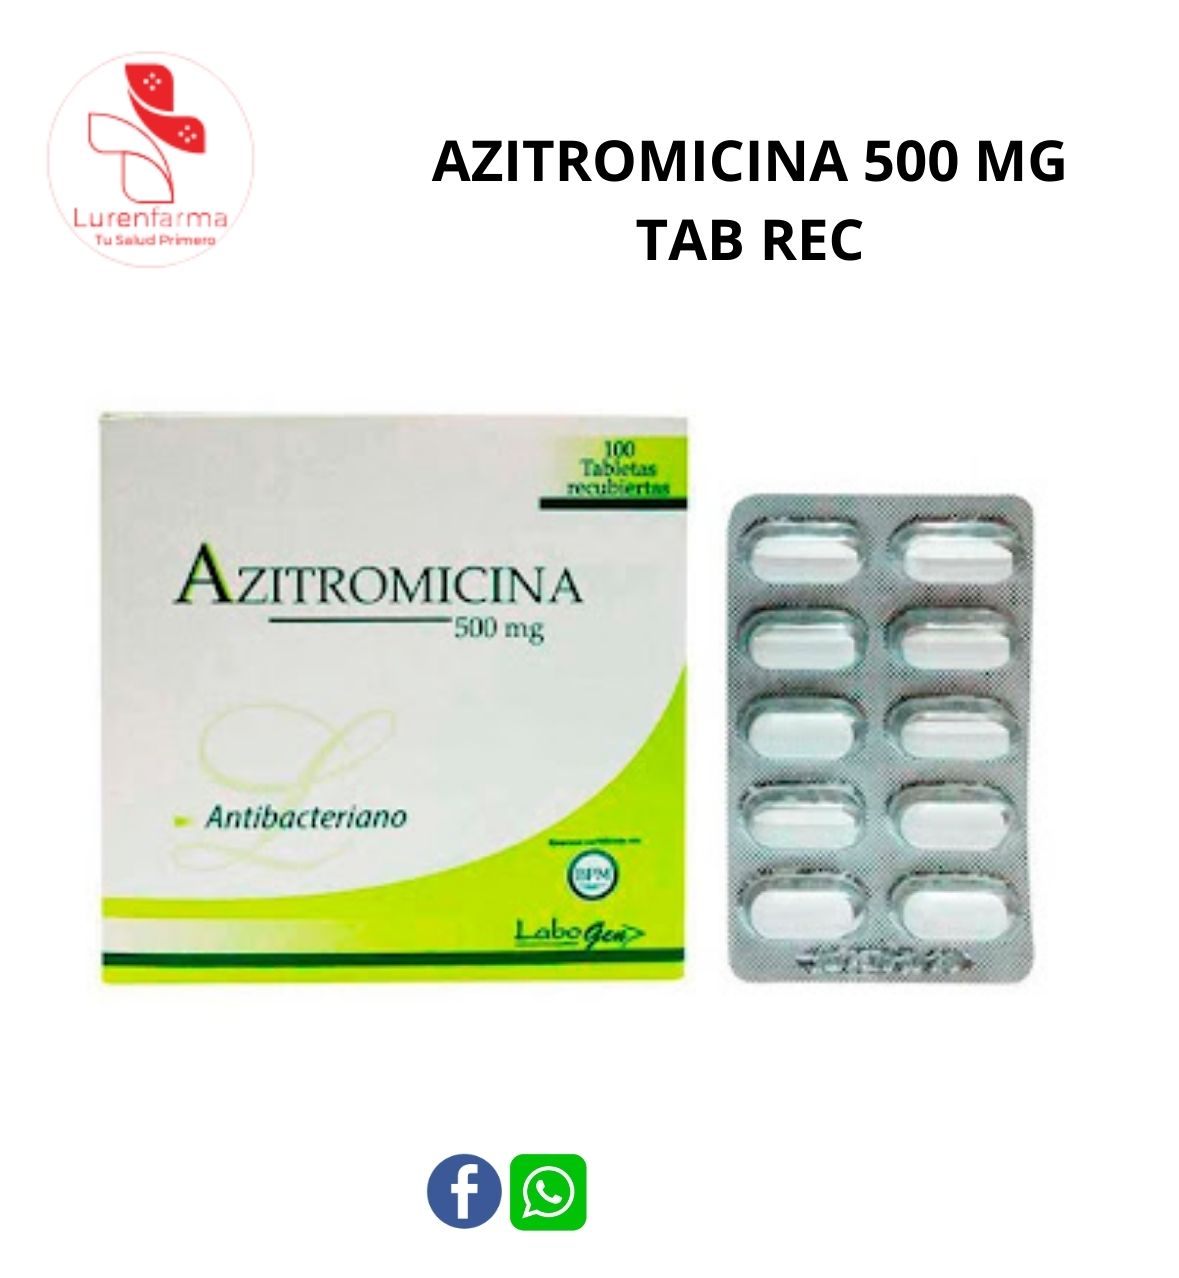 Lurenfarma
Tu Salud Primero
AZITROMICINA 500 MG
TAB REC
100
Tabletas
recubiertas
AZITROMICINA
500 mg
Antibacteriano
BPM
Labogen